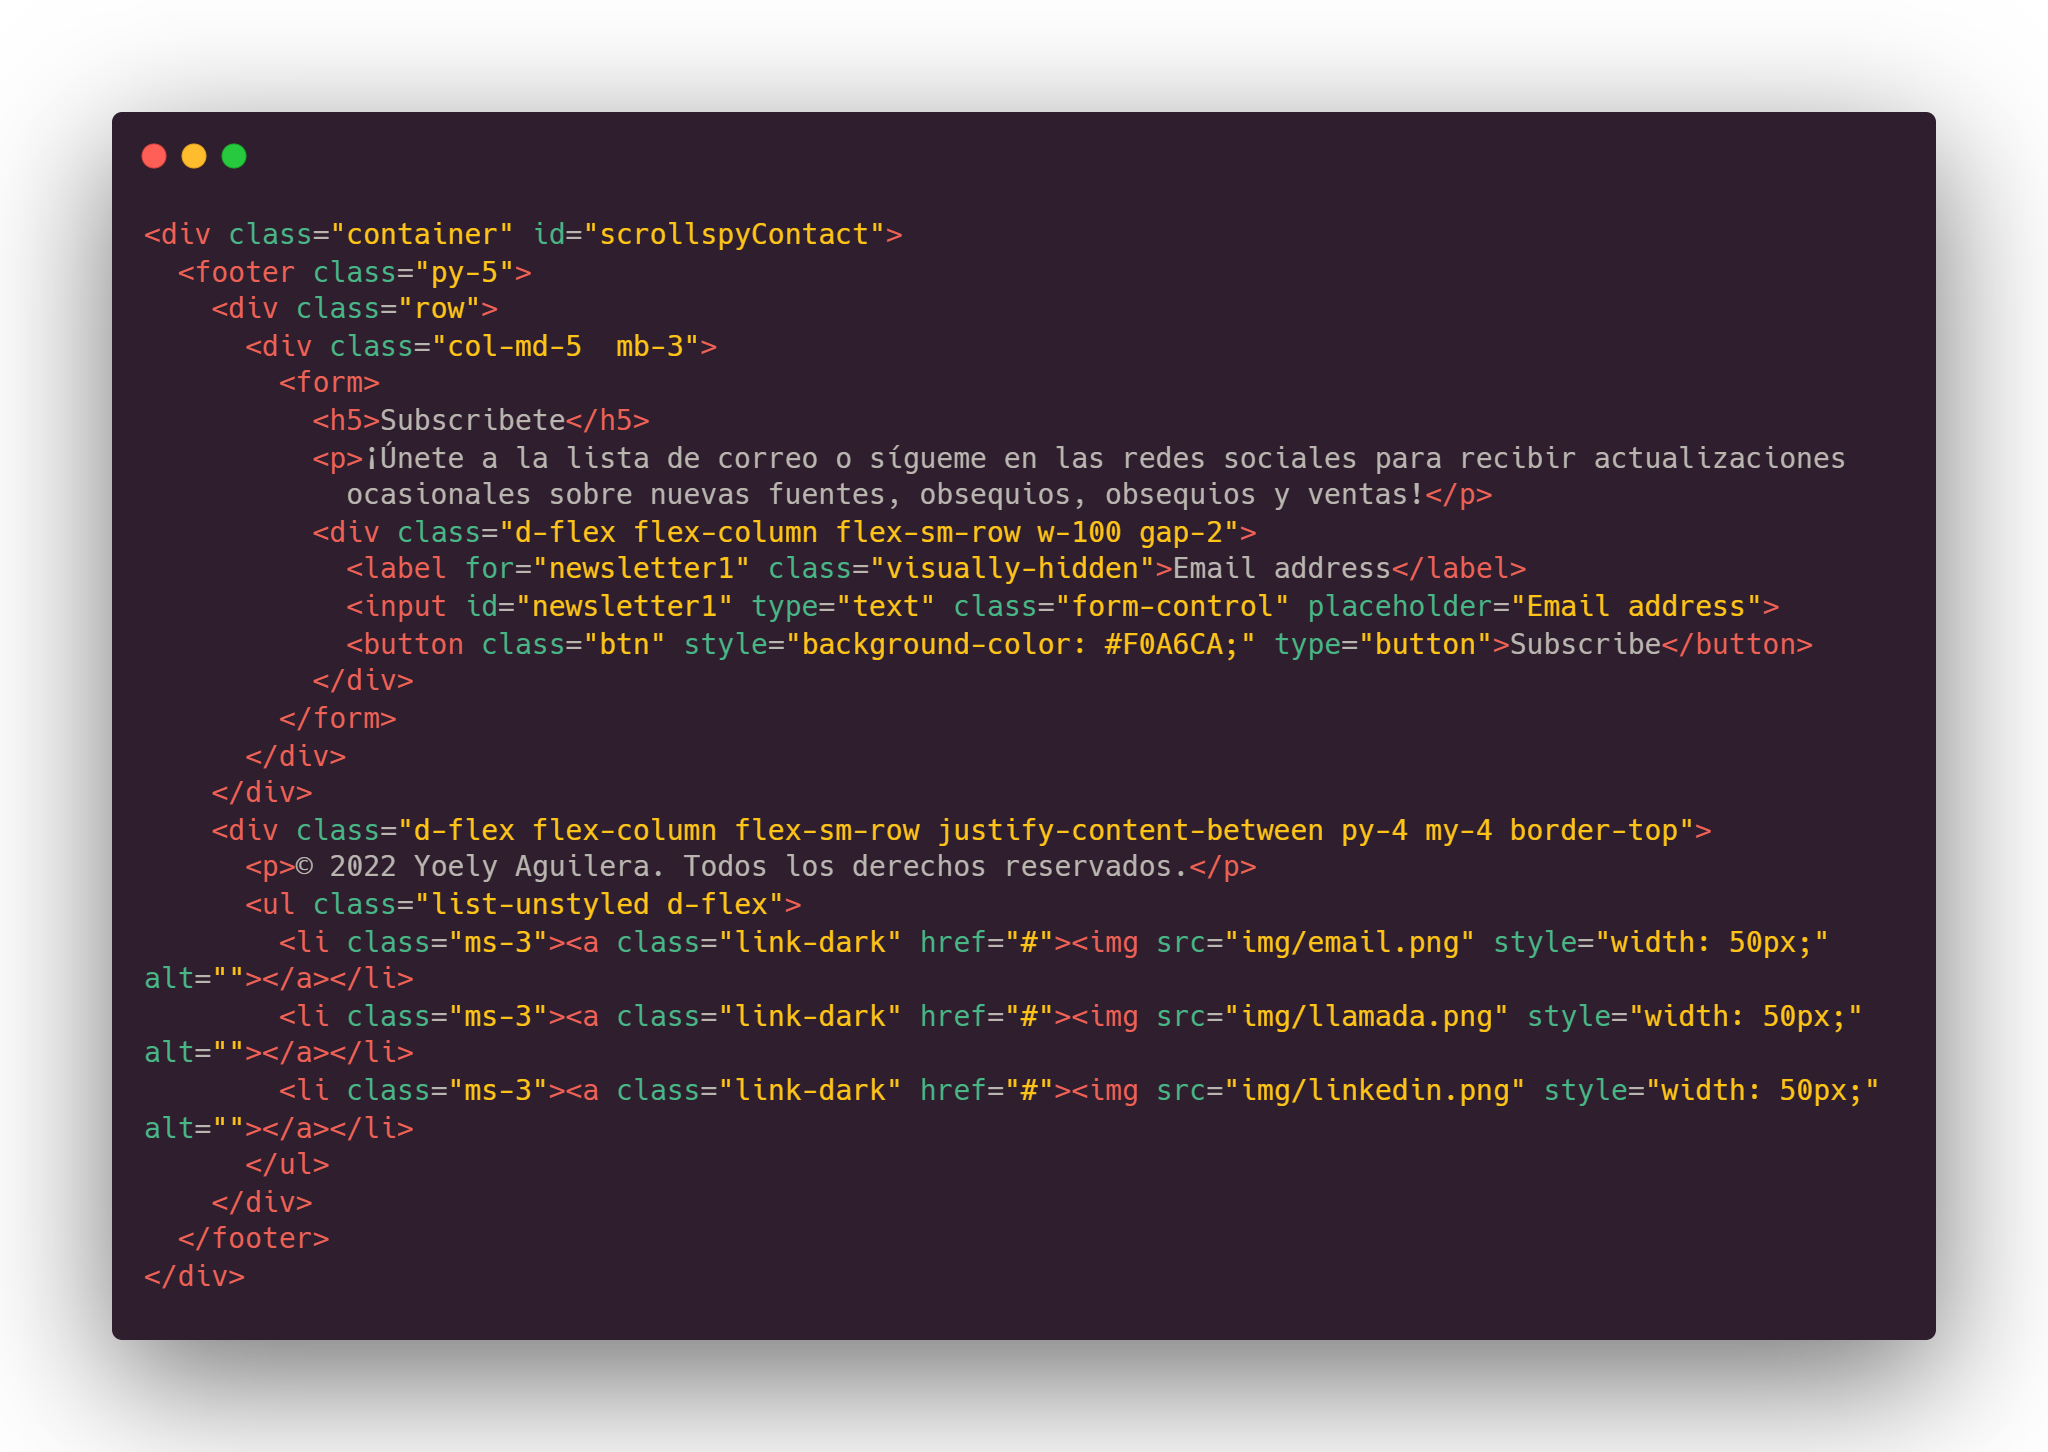 <div class="container" id="scrollspyContact">
  <footer class="py-5">
    <div class="row">
      <div class="col-md-5  mb-3">
        <form>
          <h5>Subscribete</h5>
          <p>¡Únete a la lista de correo o sígueme en las redes sociales para recibir actualizaciones
            ocasionales sobre nuevas fuentes, obsequios, obsequios y ventas!</p>
          <div class="d-flex flex-column flex-sm-row w-100 gap-2">
            <label for="newsletter1" class="visually-hidden">Email address</label>
            <input id="newsletter1" type="text" class="form-control" placeholder="Email address">
            <button class="btn" style="background-color: #F0A6CA;" type="button">Subscribe</button>
          </div>
        </form>
      </div>
    </div>
    <div class="d-flex flex-column flex-sm-row justify-content-between py-4 my-4 border-top">
      <p>© 2022 Yoely Aguilera. Todos los derechos reservados.</p>
      <ul class="list-unstyled d-flex">
        <li class="ms-3"><a class="link-dark" href="#"><img src="img/email.png" style="width: 50px;"
alt=""></a></li>
        <li class="ms-3"><a class="link-dark" href="#"><img src="img/llamada.png" style="width: 50px;"
alt=""></a></li>
        <li class="ms-3"><a class="link-dark" href="#"><img src="img/linkedin.png" style="width: 50px;"
alt=""></a></li>
      </ul>
    </div>
  </footer>
</div>